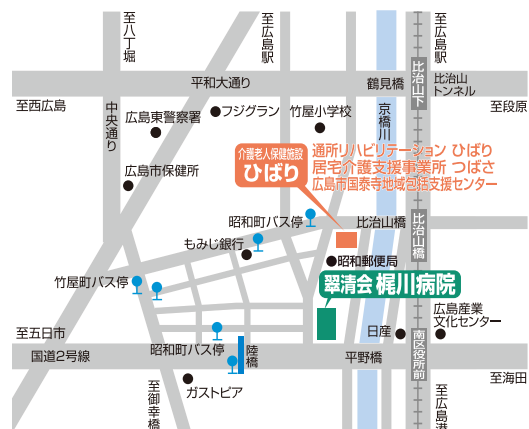 至八丁堀
至広島駅
至広島駅
平和大通り
鶴見橋
比治山下
比治山
トンネル
至西広島
至段原
中央通り
広島東警察署
フジグラン
竹屋小学校
京橋川
介護老人保健施設
ひばり
通所リハビリテーション ひばり
居宅介護支援事業所 つばさ
広島市国泰寺地域包括支援センター
広島市保健所
昭和町バス停
比治山橋
比治山橋
もみじ銀行
昭和郵便局
竹屋町バス停
翠清会 梶川病院
広島産業
文化センター
至五日市
日産
南区役所前
国道2号線
昭和町バス停
陸橋
平野橋
至海田
ガストピア
至御幸橋
至広島港